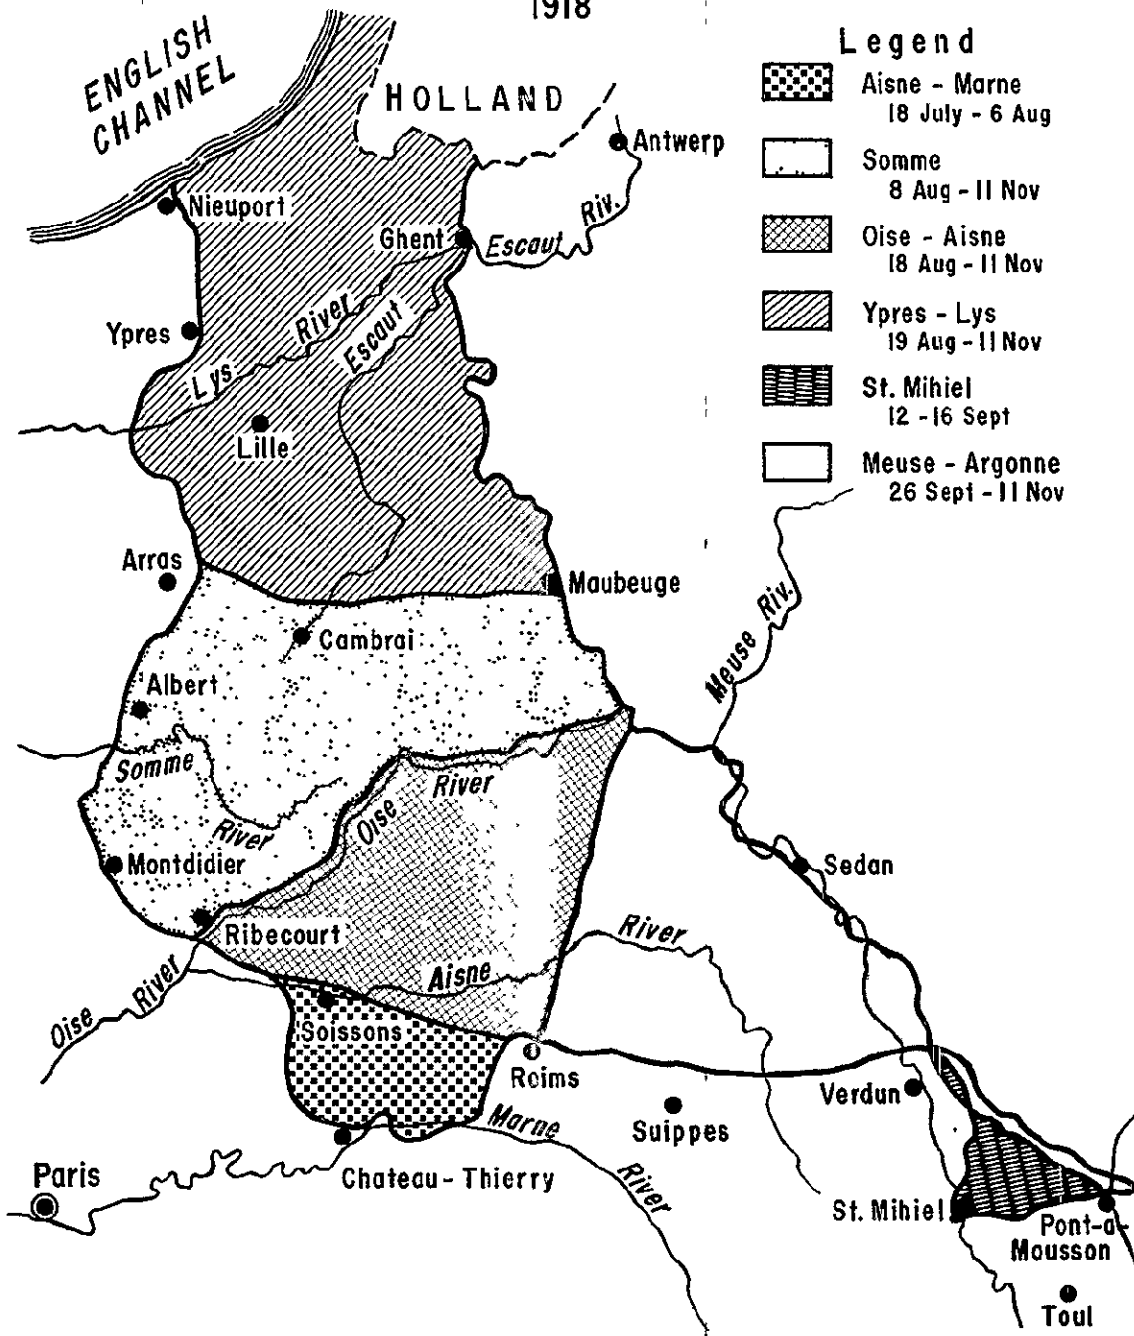 1918
ENGLISH
CHANNEL
HOLLAND
Legend
Aisne - Marne
18 July - 6 Aug
Somme
8 Aug - 11 Nov
Oise - Aisne
18 Aug - 11 Nov
Ypres - Lys
19 Aug - 11 Nov
St. Mihiel
12 - 16 Sept
Meuse - Argonne
26 Sept - 11 Nov
Antwerp
Nieuport
Ghent
Escaut Riv.
Ypres
Lys River
Escaut
Lille
Arras
Maubeuge
Cambrai
Meuse Riv.
Albert
Somme
River
Oise
River
Montdidier
Sedan
Ribecourt
River
Aisne
Oise River
Soissons
Reims
Verdun
Suippes
Marne
River
Chateau - Thierry
Paris
St. Mihiel
Pont-a-
Mousson
Toul